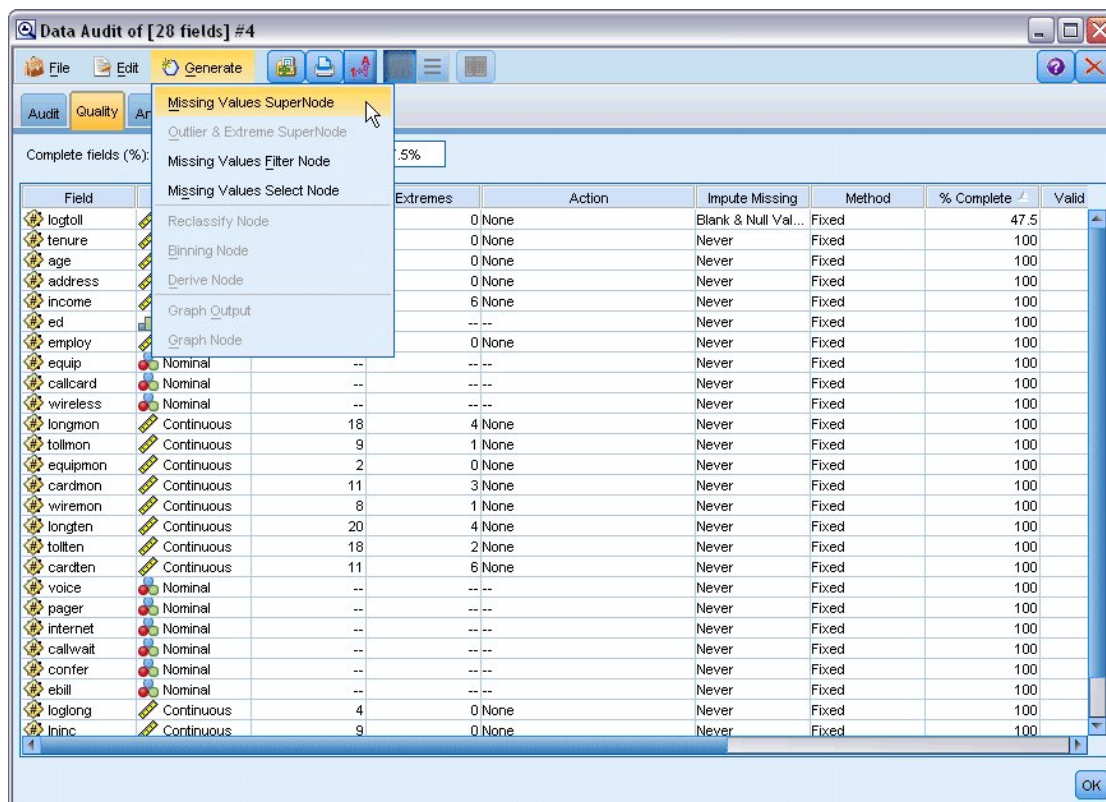 Data Audit of [28 fields] #4
File Edit Generate
Audit Quality An
Missing Values SuperNode
Outlier & Extreme SuperNode
Missing Values Filter Node
Missing Values Select Node
Reclassify Node
Binning Node
Derive Node
Graph Output
Graph Node
Complete fields (%): .5%
Field Extremes Action Impute Missing Method % Complete Valid
logtoll 0 None Blank & Null Val... Fixed 47.5
tenure 0 None Never Fixed 100
age 0 None Never Fixed 100
address 0 None Never Fixed 100
income 6 None Never Fixed 100
ed -- -- Never Fixed 100
employ 0 None Never Fixed 100
equip Nominal -- -- -- Never Fixed 100
callcard Nominal -- -- -- Never Fixed 100
wireless Nominal -- -- -- Never Fixed 100
longmon Continuous 18 4 None Never Fixed 100
tollmon Continuous 9 1 None Never Fixed 100
equipmon Continuous 2 0 None Never Fixed 100
cardmon Continuous 11 3 None Never Fixed 100
wiremon Continuous 8 1 None Never Fixed 100
longten Continuous 20 4 None Never Fixed 100
tollten Continuous 18 2 None Never Fixed 100
cardten Continuous 11 6 None Never Fixed 100
voice Nominal -- -- -- Never Fixed 100
pager Nominal -- -- -- Never Fixed 100
internet Nominal -- -- -- Never Fixed 100
callwait Nominal -- -- -- Never Fixed 100
confer Nominal -- -- -- Never Fixed 100
ebill Nominal -- -- -- Never Fixed 100
loglong Continuous 4 0 None Never Fixed 100
lninc Continuous 9 0 None Never Fixed 100
OK